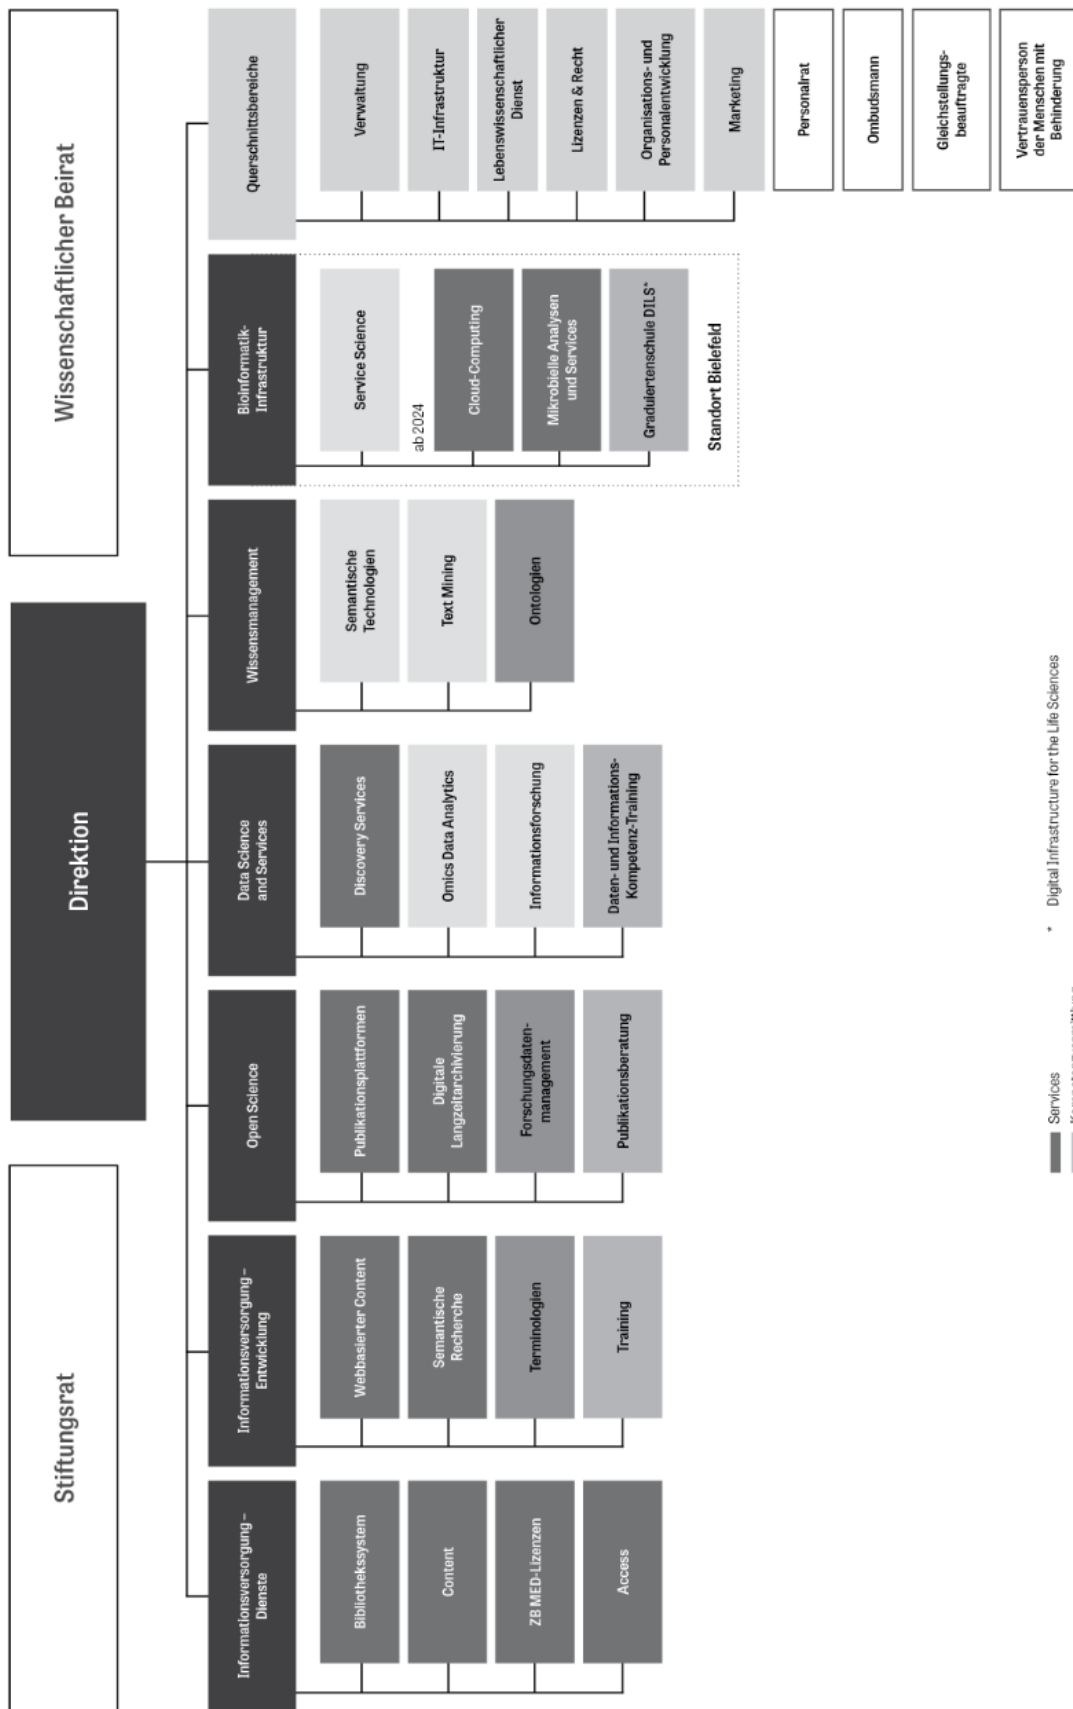 Stiftungsrat
Direktion
Wissenschaftlicher Beirat
Informationsversorgung –
Dienste
Bibliothekssystem
Content
ZB MED-Lizenzen
Access
Informationsversorgung –
Entwicklung
Webbasierter Content
Semantische
Recherche
Terminologien
Training
Open Science
Publikationsplattformen
Digitale
Langzeitarchivierung
Forschungsdaten-
management
Publikationsberatung
Data Science
and Services
Discovery Services
Omics Data Analytics
Informationsforschung
Daten- und Informations-
Kompetenz-Training
Wissensmanagement
Semantische
Technologien
Text Mining
Ontologien
Bioinformatik-
Infrastruktur
Service Science
ab 2024
Cloud-Computing
Mikrobielle Analysen
und Services
Graduiertenschule DILS*
Standort Bielefeld
Querschnittsbereiche
Verwaltung
IT-Infrastruktur
Lebenswissenschaftlicher
Dienst
Lizenzen & Recht
Organisations- und
Personalentwicklung
Marketing
Personalrat
Ombudsmann
Gleichstellungs-
beauftragte
Vertrauensperson
der Menschen mit
Behinderung
Services
* Digital Infrastructure for the Life Sciences